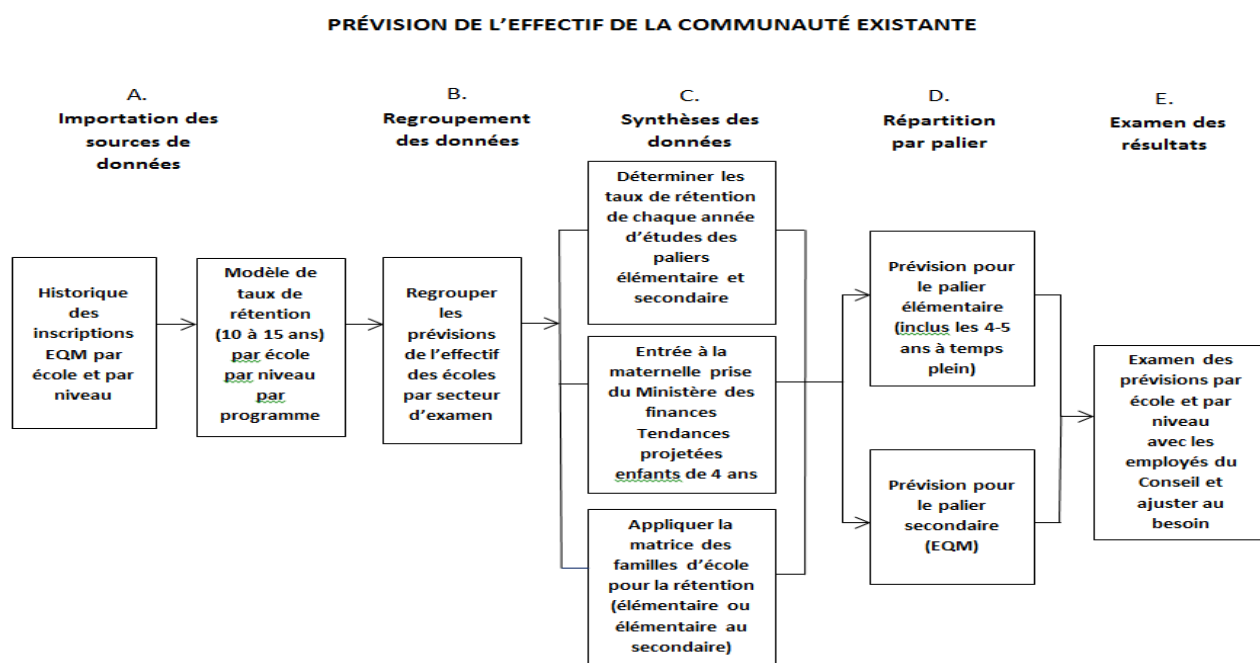 PRÉVISION DE L'EFFECTIF DE LA COMMUNAUTÉ EXISTANTE
A.
Importation des
sources de
données
B.
Regroupement
des données
C.
Synthèses des
données
D.
Répartition
par palier
E.
Examen des
résultats
Historique
des
inscriptions
EQM par
école et par
niveau
Modèle de
taux de
rétention
(10 à 15 ans)
par école
par niveau
par
programme
Regrouper
les
prévisions
de l'effectif
des écoles
par secteur
d'examen
Déterminer les
taux de rétention
de chaque année
d'études des
paliers
élémentaire et
secondaire
Entrée à la
maternelle prise
du Ministère des
finances
Tendances
projetées
enfants de 4 ans
Appliquer la
matrice des
familles d'école
pour la rétention
(élémentaire ou
élémentaire au
secondaire)
Prévision pour
le palier
élémentaire
(inclus les 4-5
ans à temps
plein)
Prévision pour
le palier
secondaire
(EQM)
Examen des
prévisions par
école et par
niveau
avec les
employés du
Conseil et
ajuster au
besoin